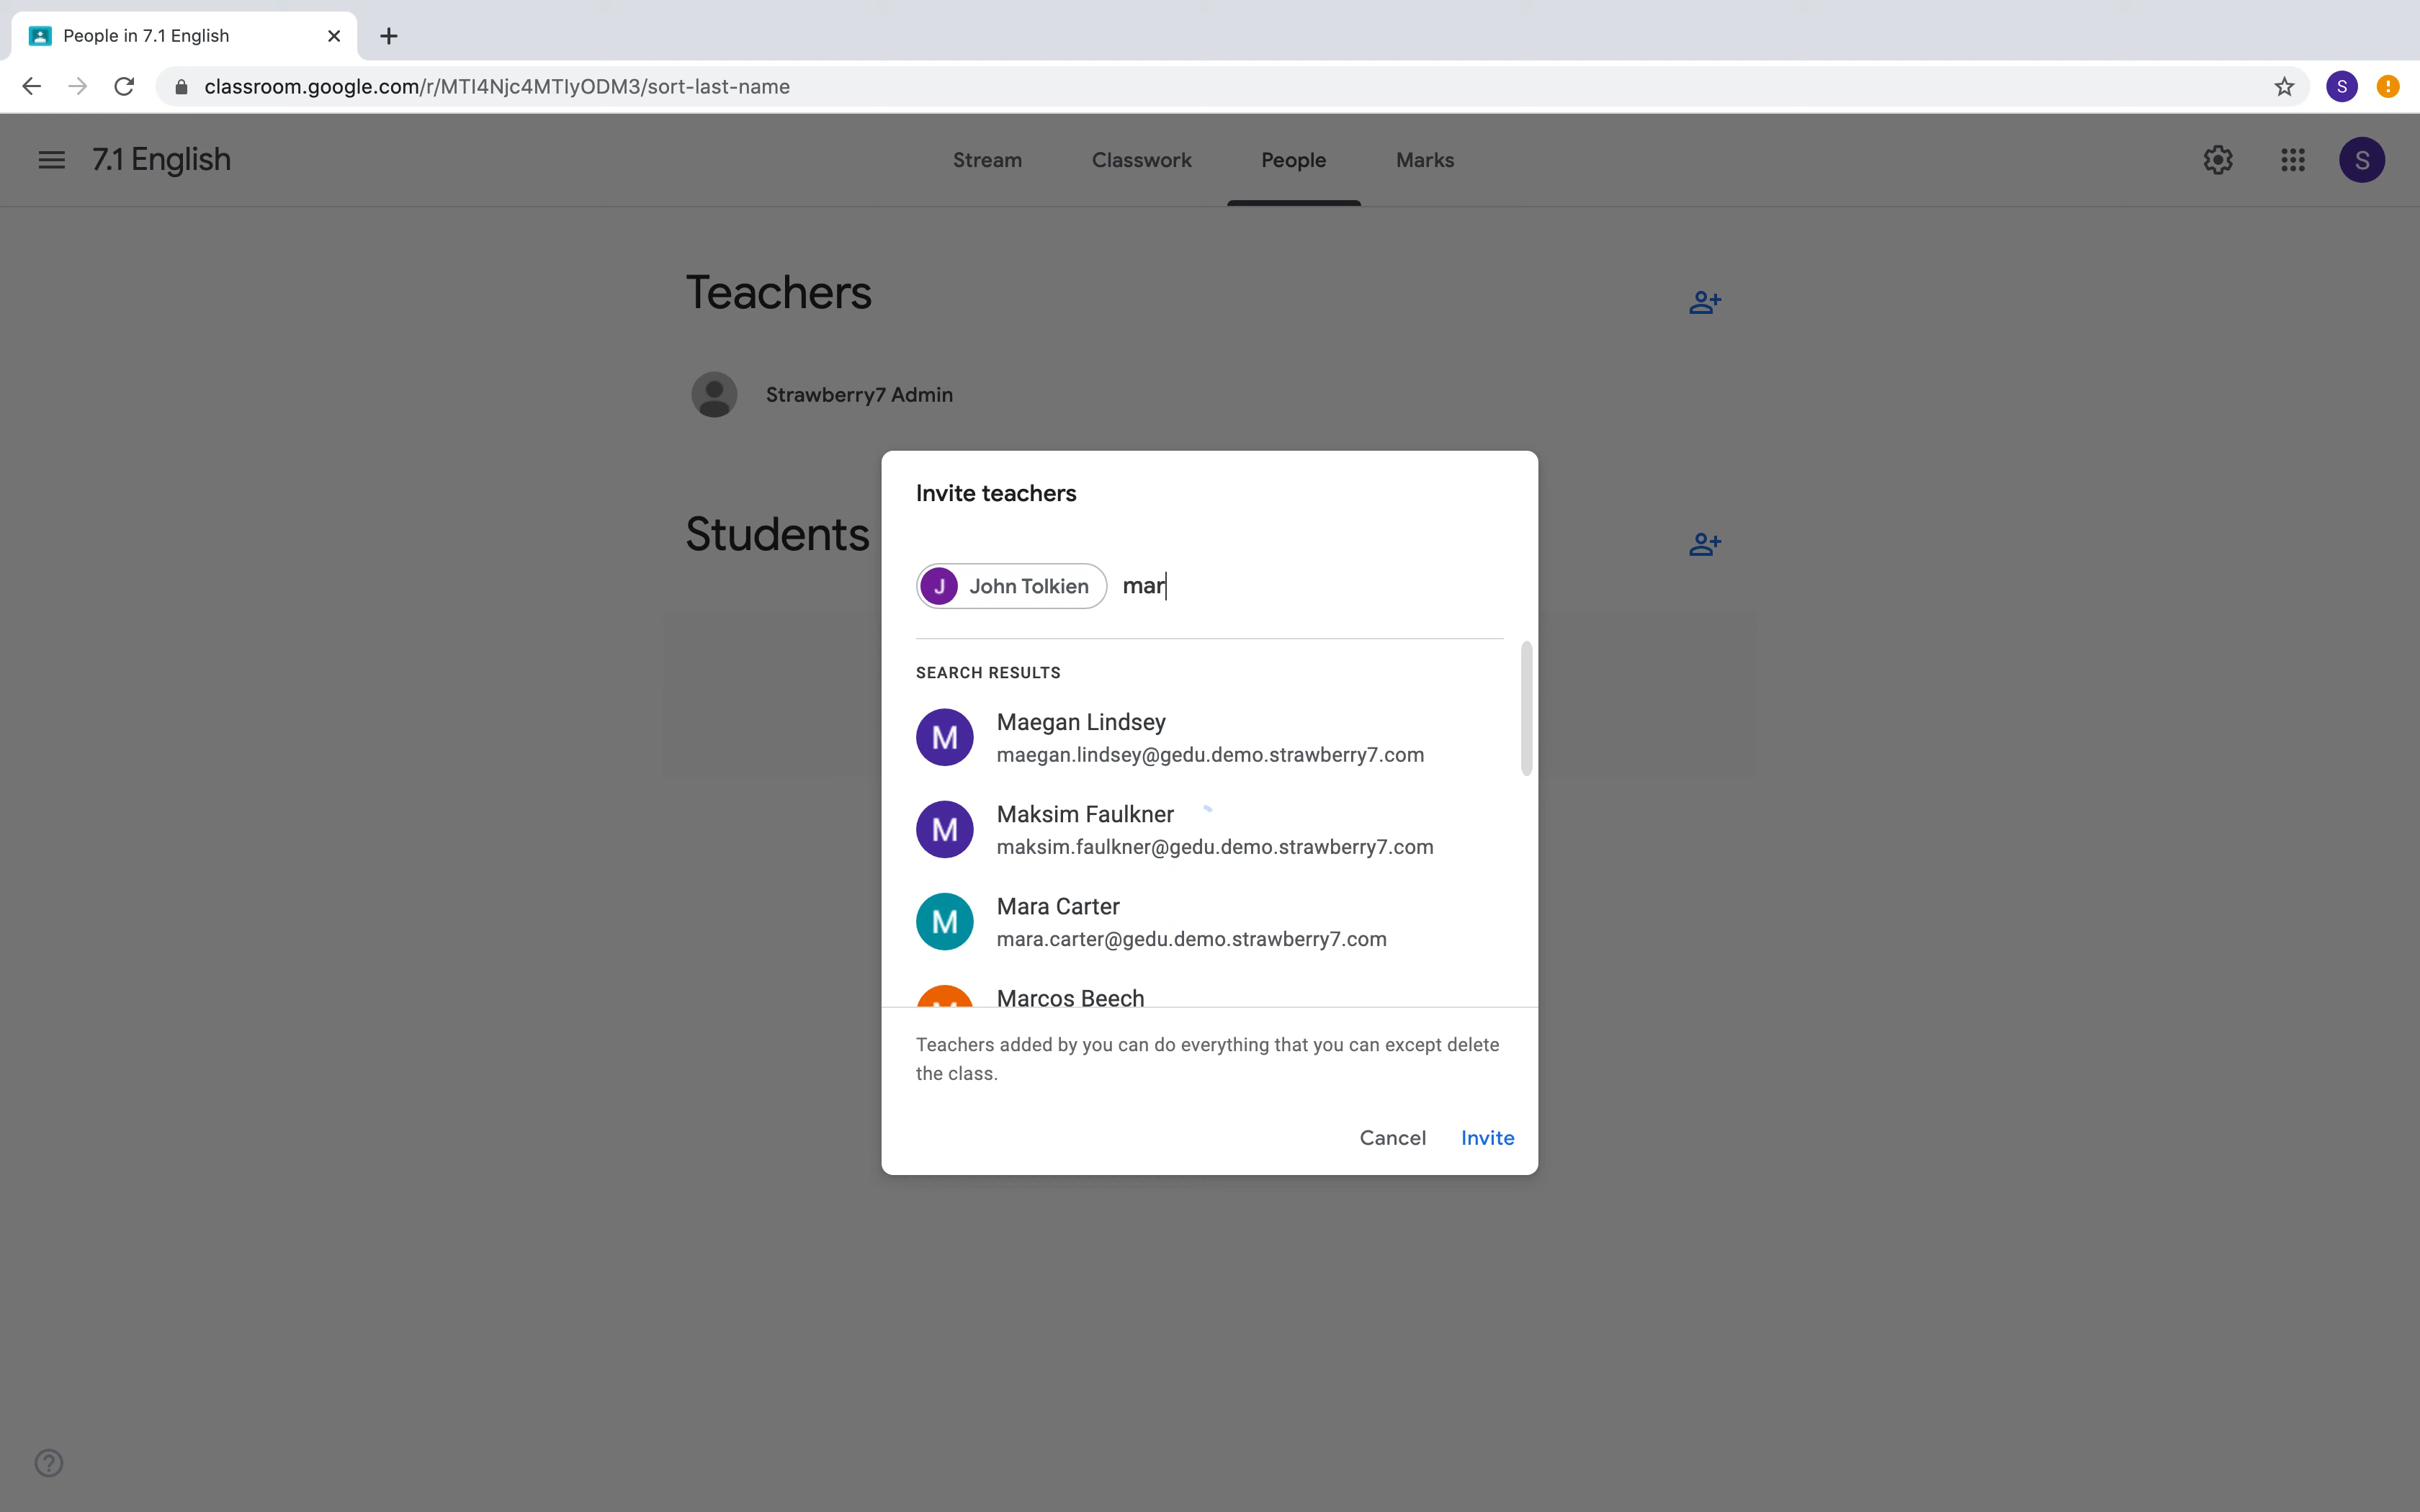 People in 7.1 English
classroom.google.com/r/MTI4Njc4MTIyODM3/sort-last-name
S
7.1 English
Stream
Classwork
People
Marks
S
Teachers
Strawberry7 Admin
Students
Invite teachers
J
John Tolkien
mar
SEARCH RESULTS
M
Maegan Lindsey
maegan.lindsey@gedu.demo.strawberry7.com
M
Maksim Faulkner
maksim.faulkner@gedu.demo.strawberry7.com
M
Mara Carter
mara.carter@gedu.demo.strawberry7.com
M
Marcos Beech
Teachers added by you can do everything that you can except delete
the class.
Cancel
Invite